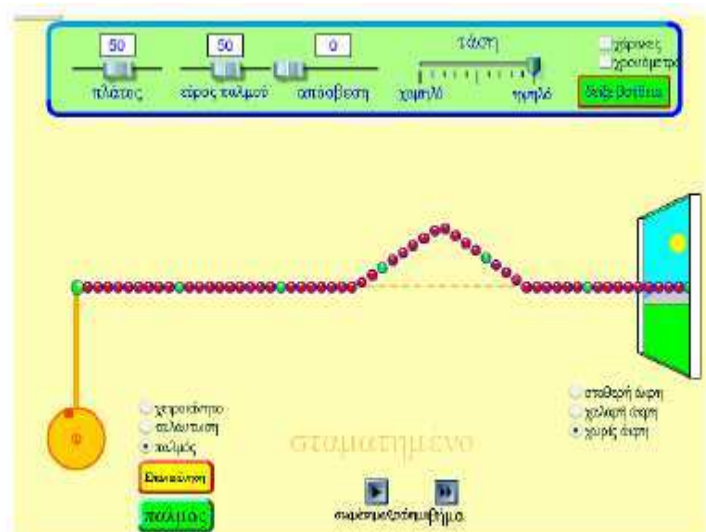 50 50 0 τάση
χάρακες
χρονόμετρο
πλάτος εύρος παλμού απόσβεση χαμηλό υψηλό
δείξε βοήθεια
χειροκίνητο
ταλάντωση
παλμός
σταθερή άκρη
χαλαρή άκρη
χωρίς άκρη
σταματημένο
Επανεκκίνηση
παλμός
βήμα